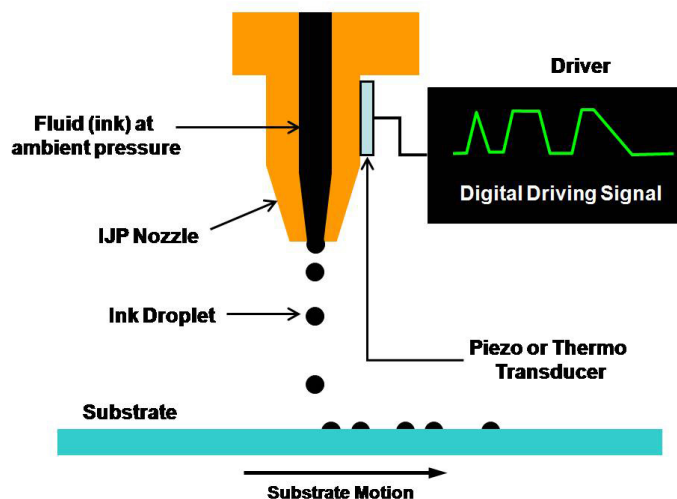 Driver
Fluid (ink) at
ambient pressure
Digital Driving Signal
IJP Nozzle
Ink Droplet
Piezo or Thermo
Transducer
Substrate
Substrate Motion